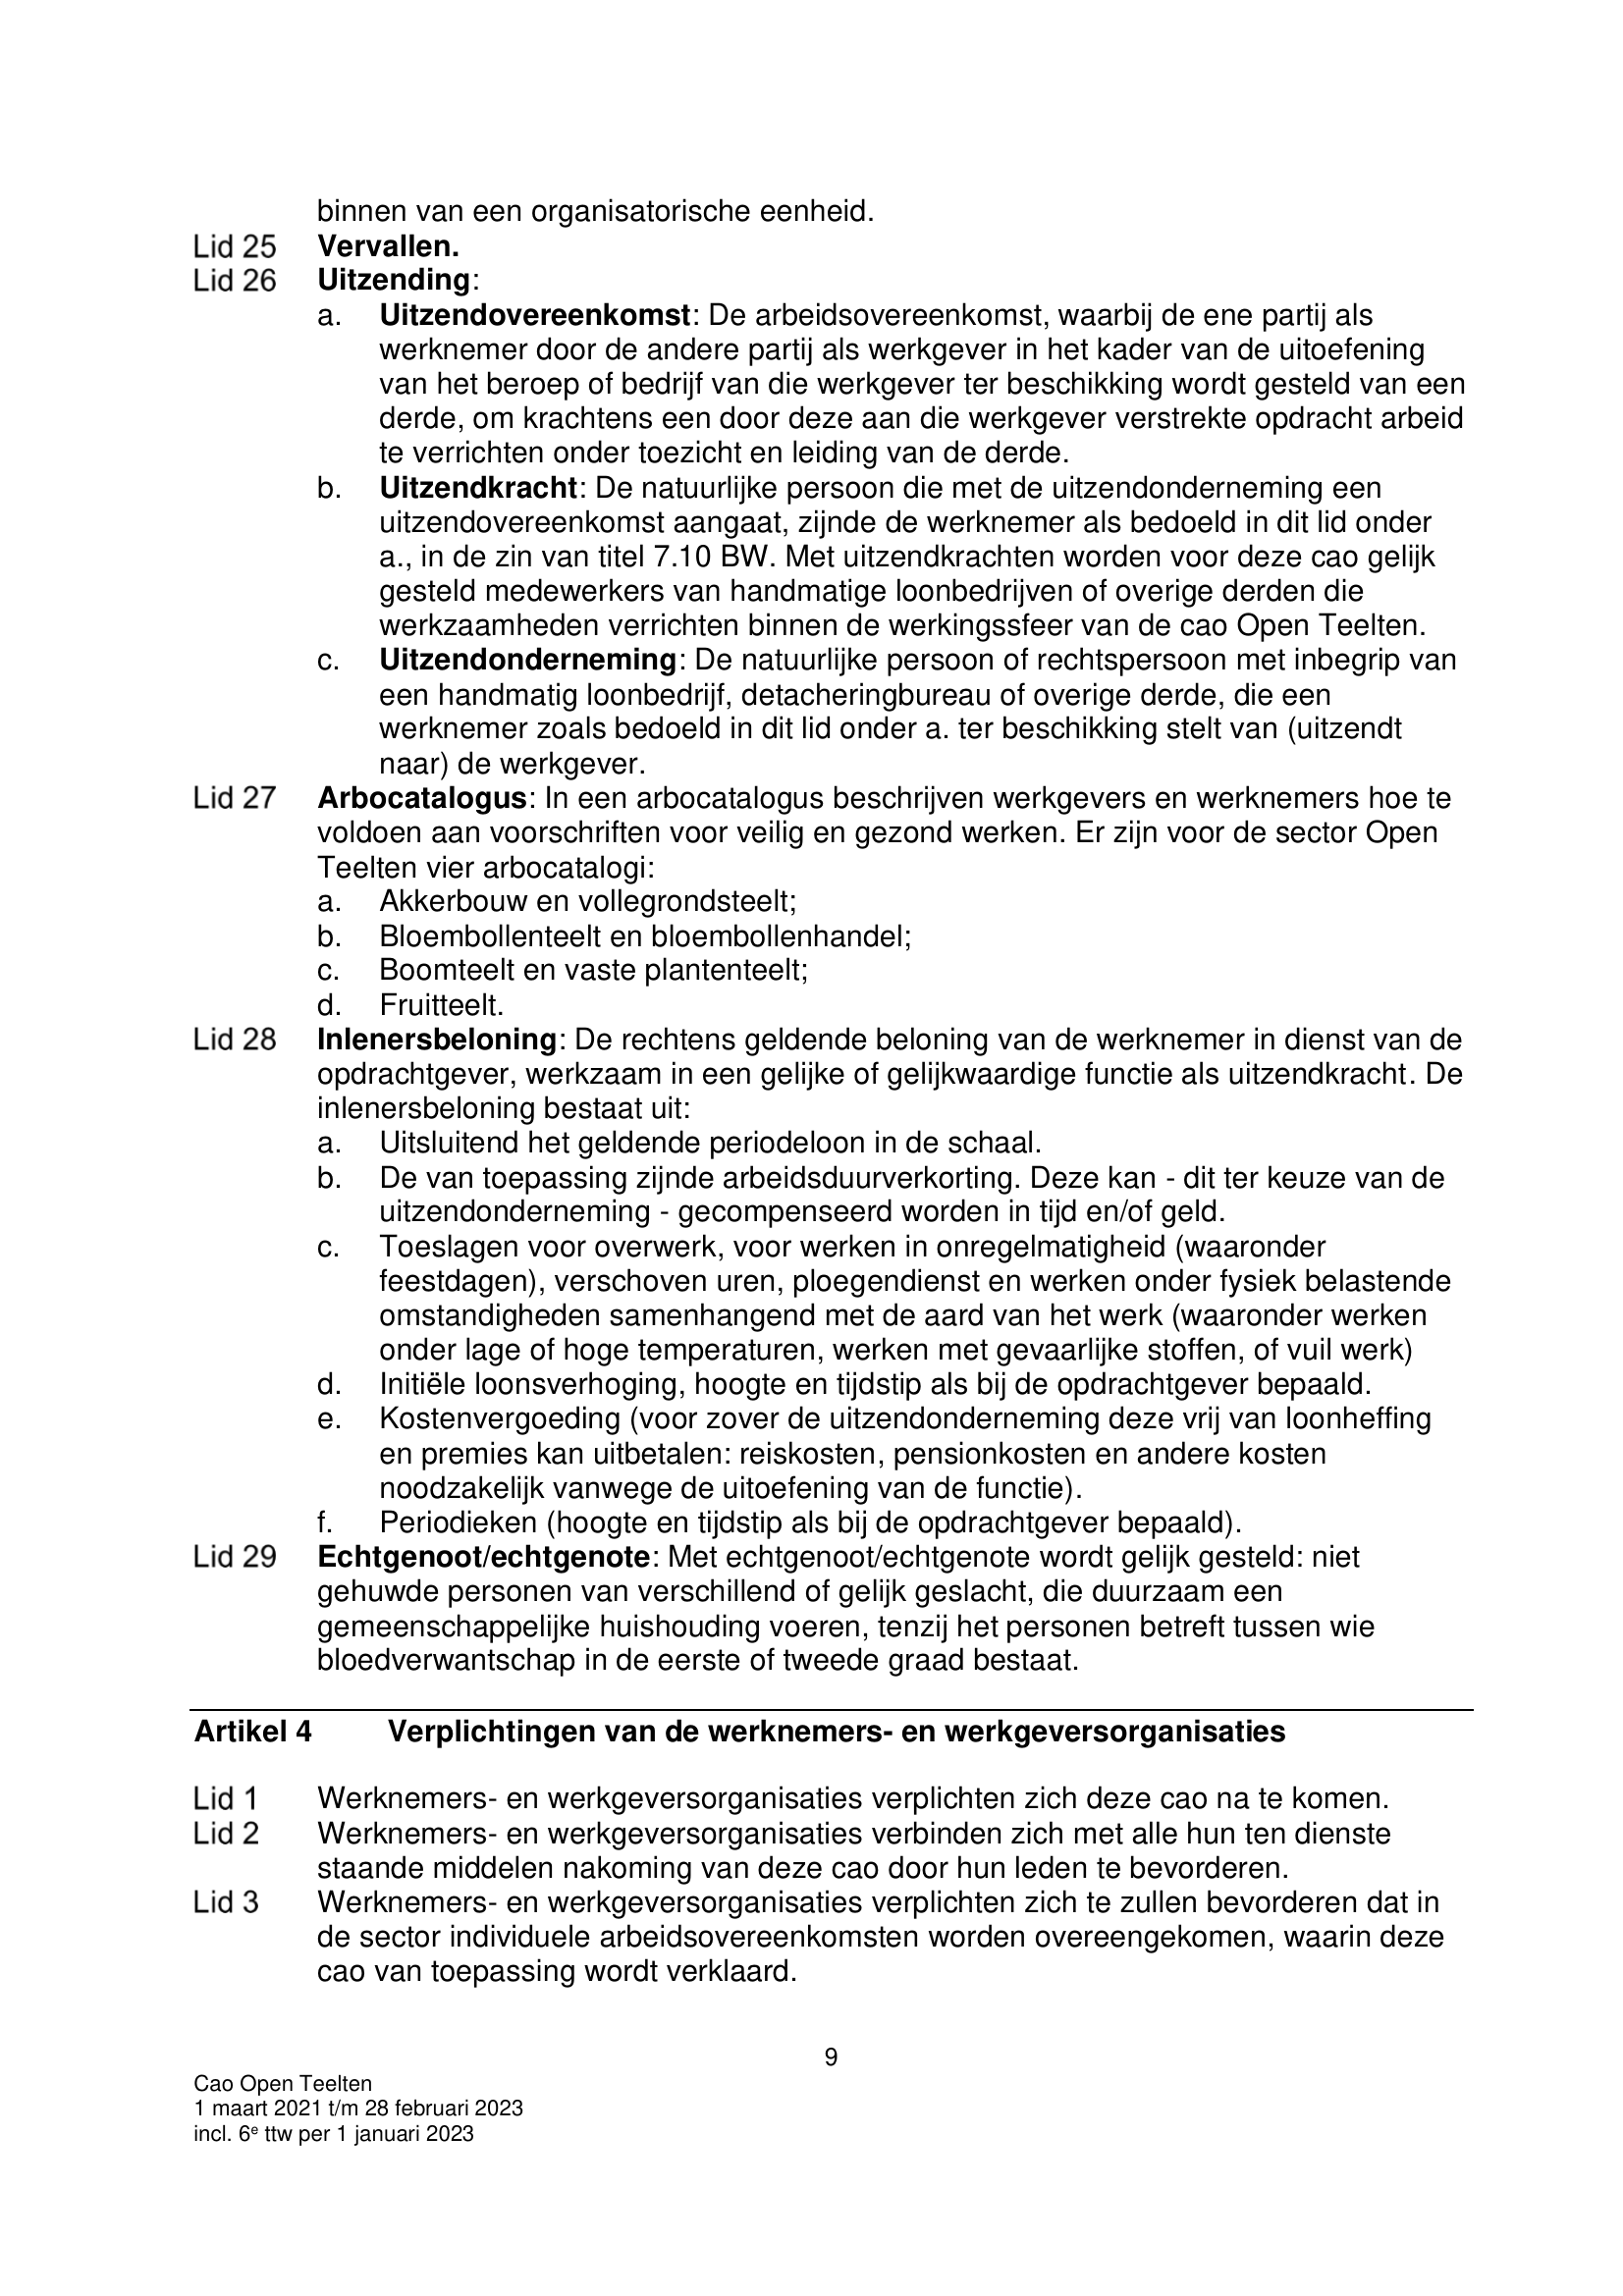 binnen van een organisatorische eenheid.
Lid 25 Vervallen.
Lid 26 Uitzending:
a. Uitzendovereenkomst: De arbeidsovereenkomst, waarbij de ene partij als
werknemer door de andere partij als werkgever in het kader van de uitoefening
van het beroep of bedrijf van die werkgever ter beschikking wordt gesteld van een
derde, om krachtens een door deze aan die werkgever verstrekte opdracht arbeid
te verrichten onder toezicht en leiding van de derde.
b. Uitzendkracht: De natuurlijke persoon die met de uitzendonderneming een
uitzendovereenkomst aangaat, zijnde de werknemer als bedoeld in dit lid onder
a., in de zin van titel 7.10 BW. Met uitzendkrachten worden voor deze cao gelijk
gesteld medewerkers van handmatige loonbedrijven of overige derden die
werkzaamheden verrichten binnen de werkingssfeer van de cao Open Teelten.
c. Uitzendonderneming: De natuurlijke persoon of rechtspersoon met inbegrip van
een handmatig loonbedrijf, detacheringbureau of overige derde, die een
werknemer zoals bedoeld in dit lid onder a. ter beschikking stelt van (uitzendt
naar) de werkgever.
Lid 27 Arbocatalogus: In een arbocatalogus beschrijven werkgevers en werknemers hoe te
voldoen aan voorschriften voor veilig en gezond werken. Er zijn voor de sector Open
Teelten vier arbocatalogi:
a. Akkerbouw en vollegrondsteelt;
b. Bloembollenteelt en bloembollenhandel;
c. Boomteelt en vaste plantenteelt;
d. Fruitteelt.
Lid 28 Inlenersbeloning: De rechtens geldende beloning van de werknemer in dienst van de
opdrachtgever, werkzaam in een gelijke of gelijkwaardige functie als uitzendkracht. De
inlenersbeloning bestaat uit:
a. Uitsluitend het geldende periodeloon in de schaal.
b. De van toepassing zijnde arbeidsduurverkorting. Deze kan - dit ter keuze van de
uitzendonderneming - gecompenseerd worden in tijd en/of geld.
c. Toeslagen voor overwerk, voor werken in onregelmatigheid (waaronder
feestdagen), verschoven uren, ploegendienst en werken onder fysiek belastende
omstandigheden samenhangend met de aard van het werk (waaronder werken
onder lage of hoge temperaturen, werken met gevaarlijke stoffen, of vuil werk)
d. Initiële loonsverhoging, hoogte en tijdstip als bij de opdrachtgever bepaald.
e. Kostenvergoeding (voor zover de uitzendonderneming deze vrij van loonheffing
en premies kan uitbetalen: reiskosten, pensionkosten en andere kosten
noodzakelijk vanwege de uitoefening van de functie).
f. Periodieken (hoogte en tijdstip als bij de opdrachtgever bepaald).
Lid 29 Echtgenoot/echtgenote: Met echtgenoot/echtgenote wordt gelijk gesteld: niet
gehuwde personen van verschillend of gelijk geslacht, die duurzaam een
gemeenschappelijke huishouding voeren, tenzij het personen betreft tussen wie
bloedverwantschap in de eerste of tweede graad bestaat.
Artikel 4 Verplichtingen van de werknemers- en werkgeversorganisaties
Lid 1 Werknemers- en werkgeversorganisaties verplichten zich deze cao na te komen.
Lid 2 Werknemers- en werkgeversorganisaties verbinden zich met alle hun ten dienste
staande middelen nakoming van deze cao door hun leden te bevorderen.
Lid 3 Werknemers- en werkgeversorganisaties verplichten zich te zullen bevorderen dat in
de sector individuele arbeidsovereenkomsten worden overeengekomen, waarin deze
cao van toepassing wordt verklaard.
9
Cao Open Teelten
1 maart 2021 t/m 28 februari 2023
incl. 6e ttw per 1 januari 2023